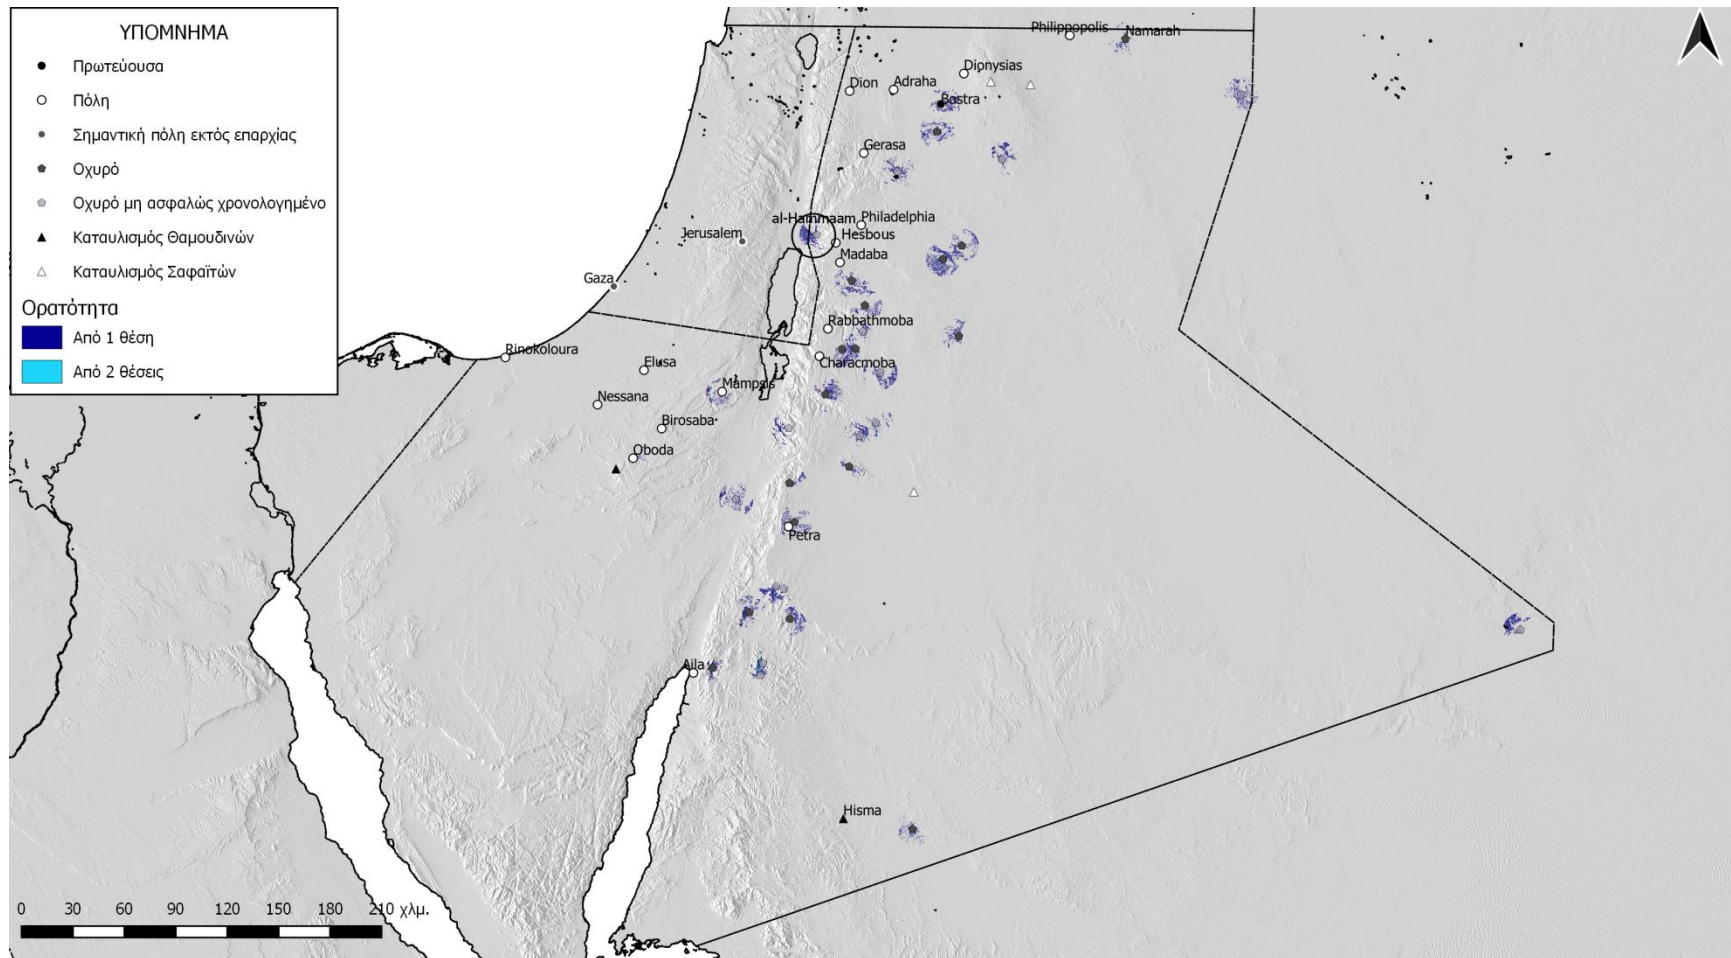 ΥΠΟΜΝΗΜΑ
Πρωτεύουσα
Πόλη
Σημαντική πόλη εκτός επαρχίας
Οχυρό
Οχυρό μη ασφαλώς χρονολογημένο
Καταυλισμός Θαμουδινών
Καταυλισμός Σαφαϊτών
Ορατότητα
Από 1 θέση
Από 2 θέσεις
Philippopolis
Namarah
Dionysias
Dion
Adraha
Bostra
Gerasa
al-Hammaam
Philadelphia
Jerusalem
Hesbous
Madaba
Gaza
Rabbathmoba
Rinokoloura
Characmoba
Elusa
Mampsis
Nessana
Birosaba
Oboda
Petra
Aila
Hisma
0 30 60 90 120 150 180 210 χλμ.